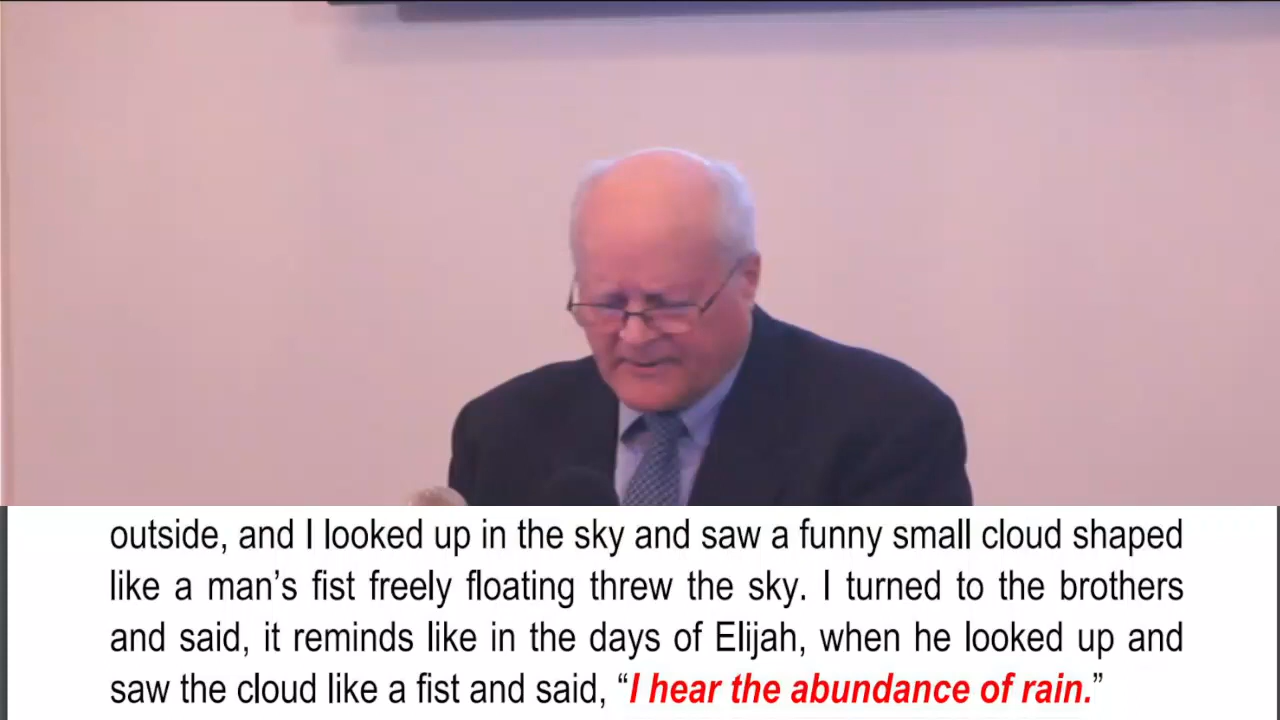 outside, and I looked up in the sky and saw a funny small cloud shaped
like a man’s fist freely floating threw the sky. I turned to the brothers
and said, it reminds like in the days of Elijah, when he looked up and
saw the cloud like a fist and said, “I hear the abundance of rain.”